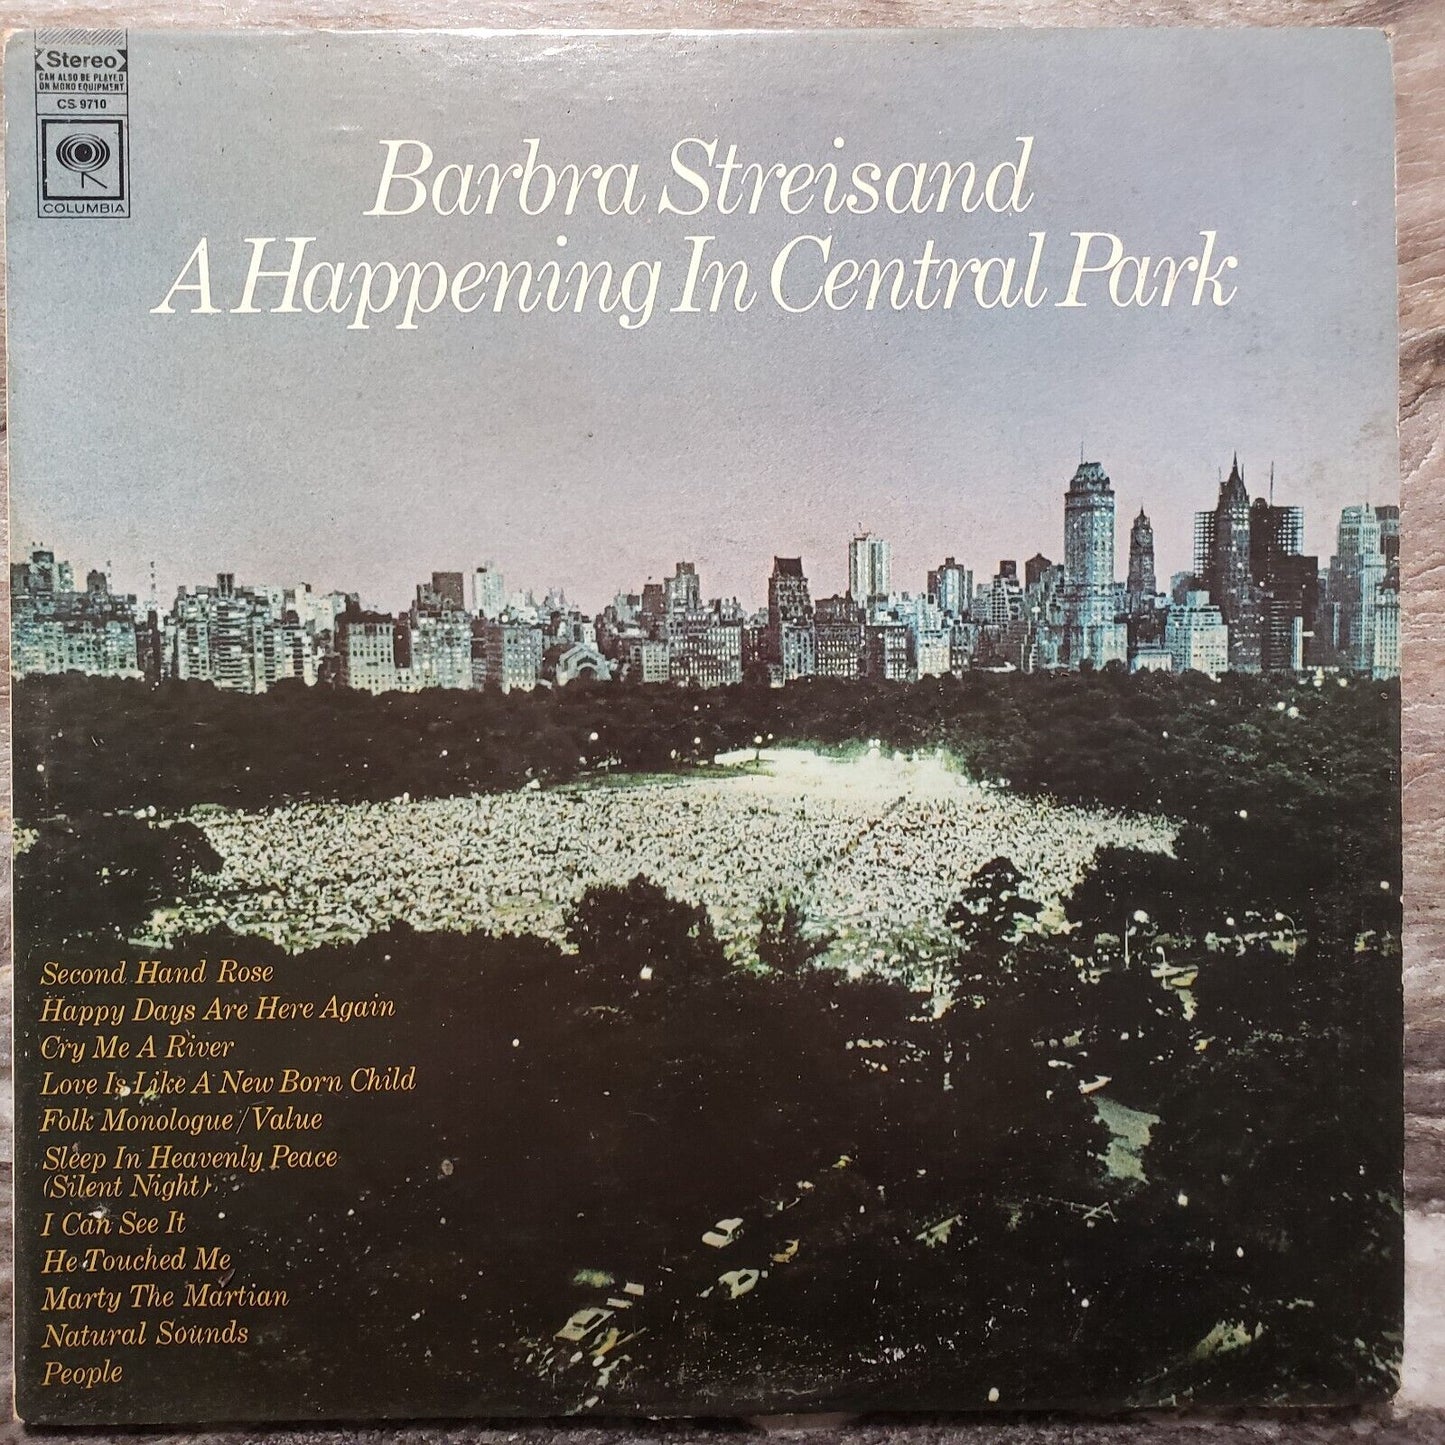 Stereo
CAN ALSO BE PLAYED
ON MONO EQUIPMENT
CS 9710
COLUMBIA
Barbra Streisand
A Happening In Central Park
Second Hand Rose
Happy Days Are Here Again
Cry Me A River
Love Is Like A New Born Child
Folk Monologue/Value
Sleep In Heavenly Peace
(Silent Night)
I Can See It
He Touched Me
Marty The Martian
Natural Sounds
People